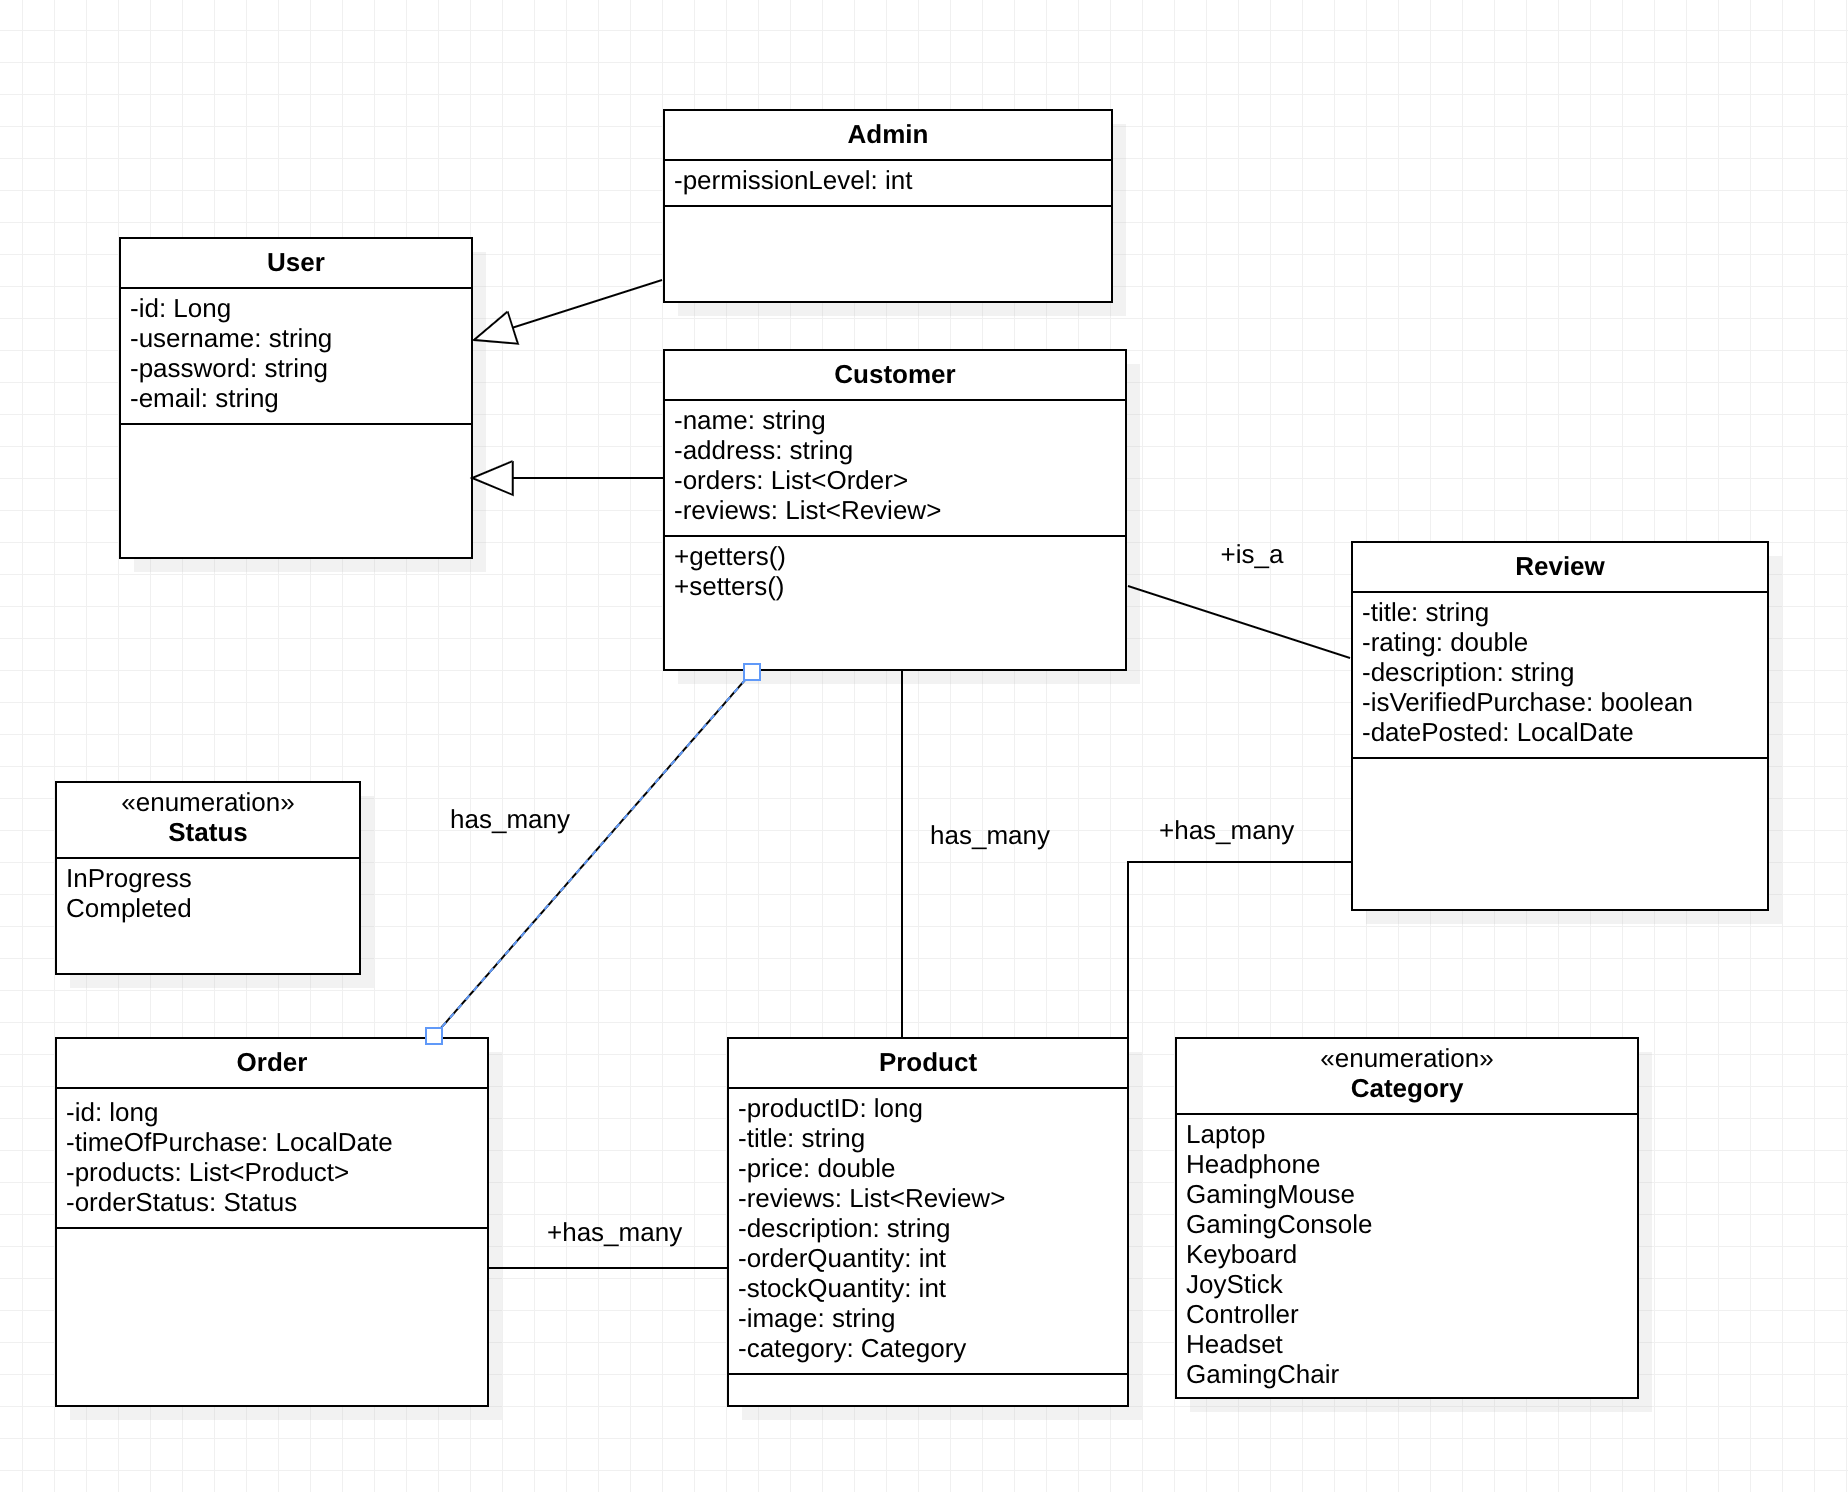 Admin
-permissionLevel: int
User
-id: Long
-username: string
-password: string
-email: string
Customer
-name: string
-address: string
-orders: List<Order>
-reviews: List<Review>
+getters()
+setters()
+is_a
Review
-title: string
-rating: double
-description: string
-isVerifiedPurchase: boolean
-datePosted: LocalDate
«enumeration»
Status
InProgress
Completed
has_many
has_many
+has_many
Order
-id: long
-timeOfPurchase: LocalDate
-products: List<Product>
-orderStatus: Status
+has_many
Product
-productID: long
-title: string
-price: double
-reviews: List<Review>
-description: string
-orderQuantity: int
-stockQuantity: int
-image: string
-category: Category
«enumeration»
Category
Laptop
Headphone
GamingMouse
GamingConsole
Keyboard
JoyStick
Controller
Headset
GamingChair